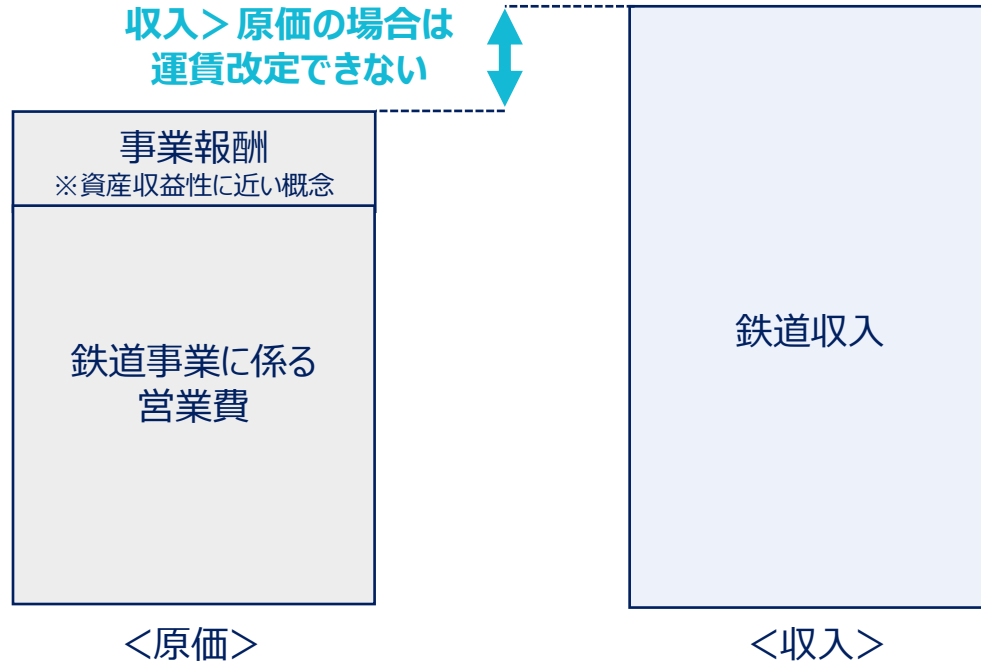 収入＞原価の場合は
運賃改定できない
事業報酬
※資産収益性に近い概念
鉄道事業に係る
営業費
鉄道収入
＜原価＞
＜収入＞